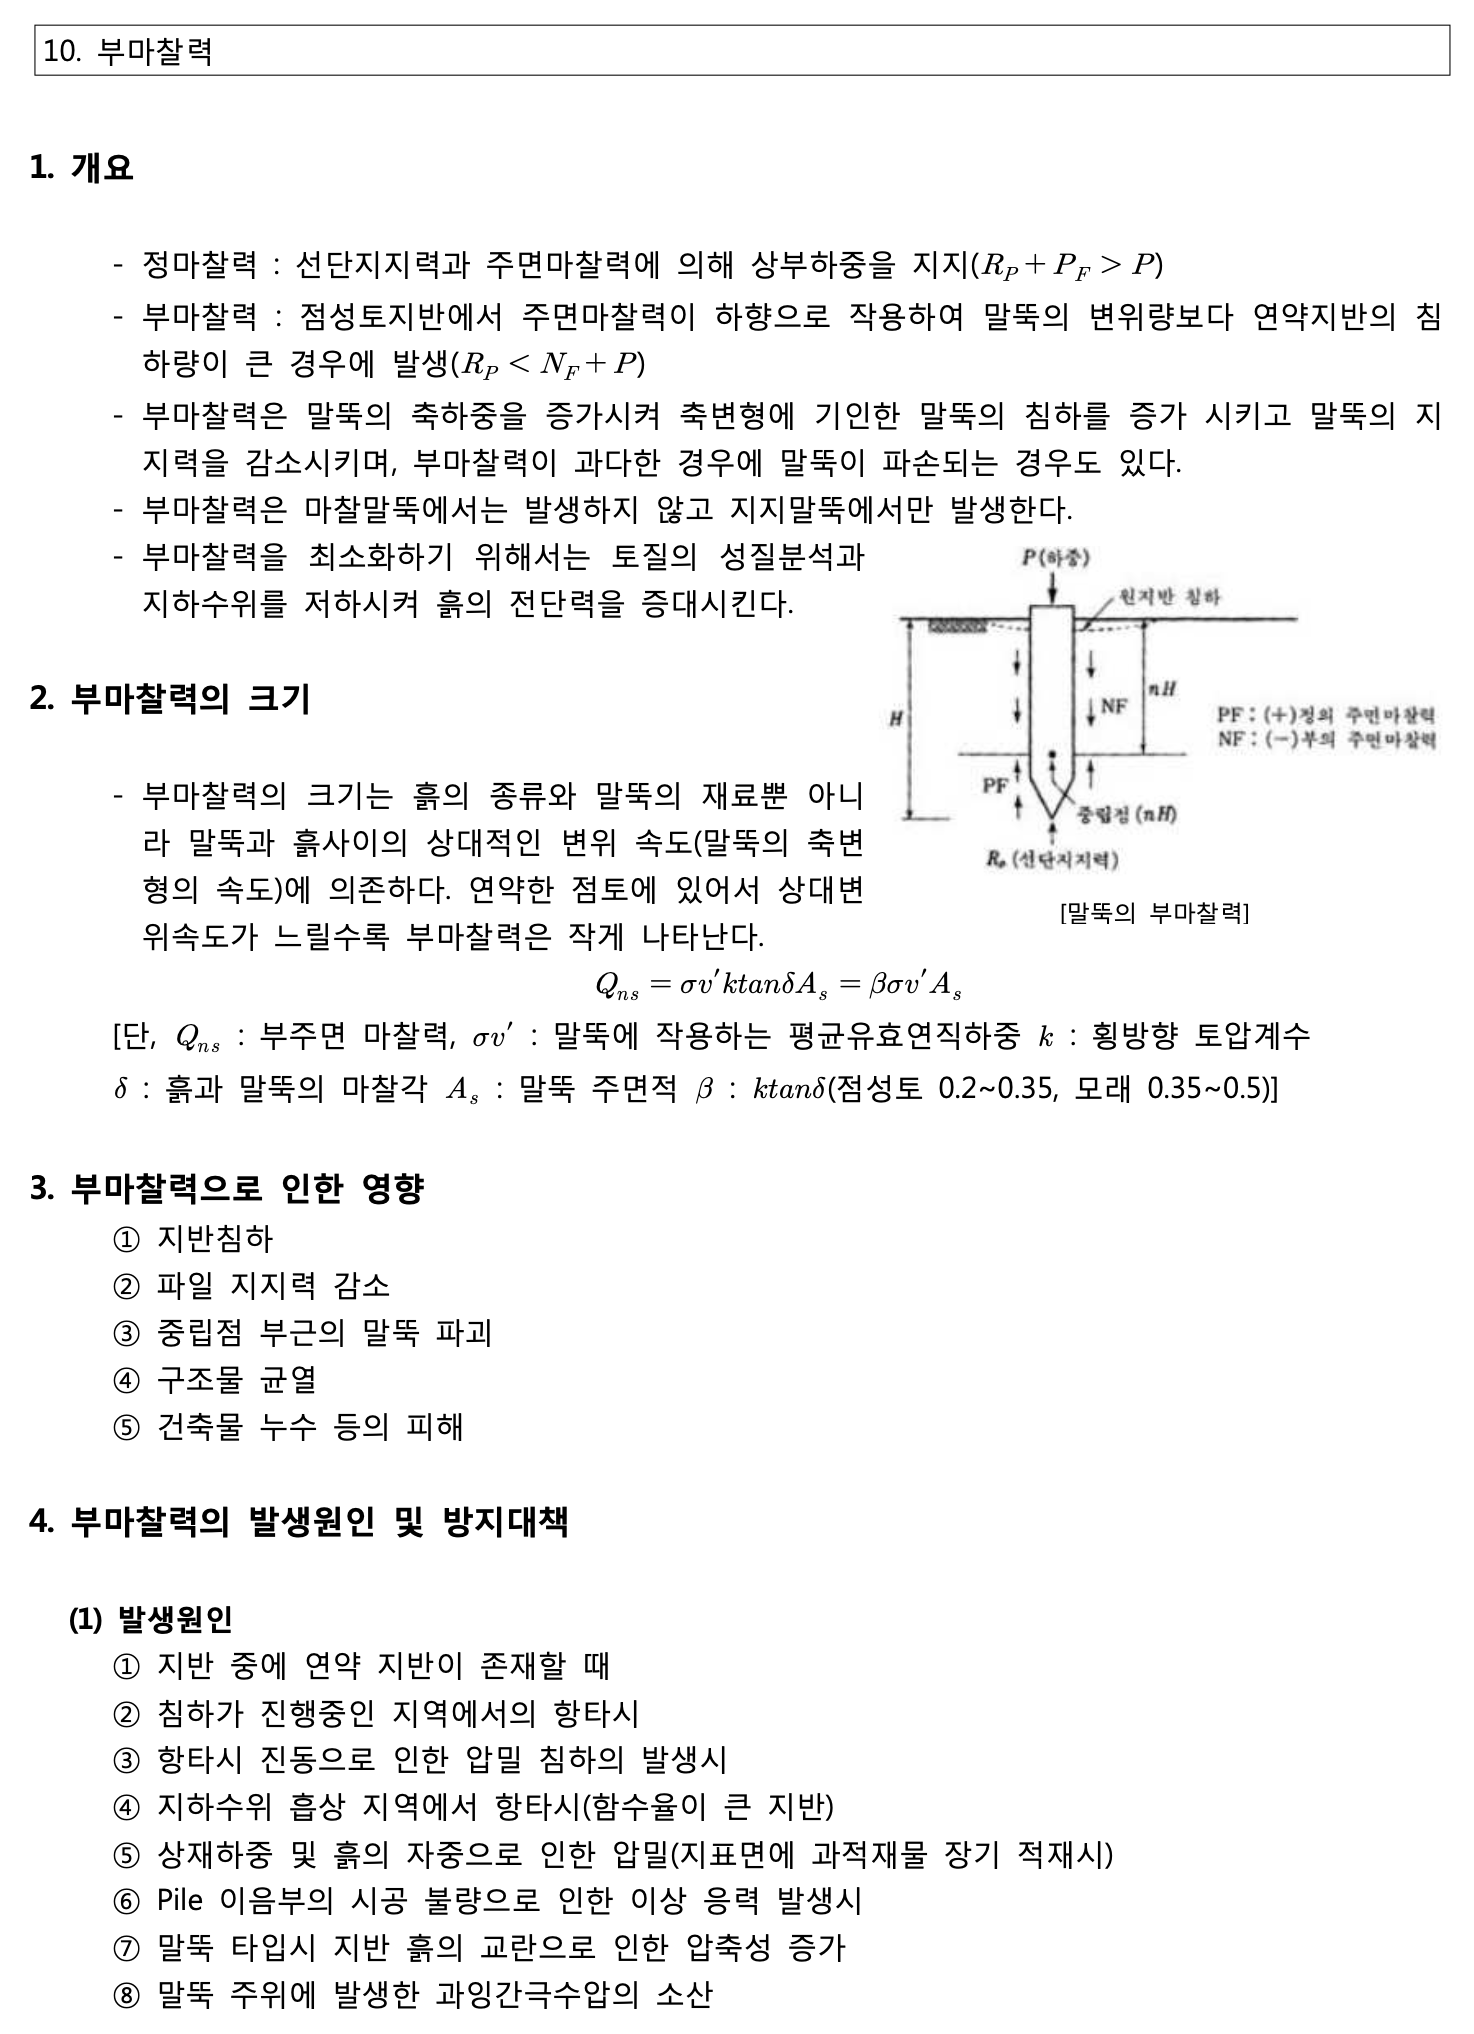 10. 부마찰력
1. 개요
- 정마찰력 : 선단지지력과 주면마찰력에 의해 상부하중을 지지(R_P + P_F > P)
- 부마찰력 : 점성토지반에서 주면마찰력이 하향으로 작용하여 말뚝의 변위량보다 연약지반의 침
하량이 큰 경우에 발생(R_P < N_F + P)
- 부마찰력은 말뚝의 축하중을 증가시켜 축변형에 기인한 말뚝의 침하를 증가 시키고 말뚝의 지
지력을 감소시키며, 부마찰력이 과다한 경우에 말뚝이 파손되는 경우도 있다.
- 부마찰력은 마찰말뚝에서는 발생하지 않고 지지말뚝에서만 발생한다.
- 부마찰력을 최소화하기 위해서는 토질의 성질분석과
지하수위를 저하시켜 흙의 전단력을 증대시킨다.
P(하중)
원지반 침하
nH
H
NF
PF : (+)정의 주면마찰력
NF : (−)부의 주면마찰력
PF
중립점 (nH)
R_p (선단지지력)
[말뚝의 부마찰력]
2. 부마찰력의 크기
- 부마찰력의 크기는 흙의 종류와 말뚝의 재료뿐 아니
라 말뚝과 흙사이의 상대적인 변위 속도(말뚝의 축변
형의 속도)에 의존하다. 연약한 점토에 있어서 상대변
위속도가 느릴수록 부마찰력은 작게 나타난다.
Q_ns = σv′ktanδA_s = βσv′A_s
[단, Q_ns : 부주면 마찰력, σv′ : 말뚝에 작용하는 평균유효연직하중 k : 횡방향 토압계수
δ : 흙과 말뚝의 마찰각 A_s : 말뚝 주면적 β : ktanδ(점성토 0.2~0.35, 모래 0.35~0.5)]
3. 부마찰력으로 인한 영향
① 지반침하
② 파일 지지력 감소
③ 중립점 부근의 말뚝 파괴
④ 구조물 균열
⑤ 건축물 누수 등의 피해
4. 부마찰력의 발생원인 및 방지대책
(1) 발생원인
① 지반 중에 연약 지반이 존재할 때
② 침하가 진행중인 지역에서의 항타시
③ 항타시 진동으로 인한 압밀 침하의 발생시
④ 지하수위 흡상 지역에서 항타시(함수율이 큰 지반)
⑤ 상재하중 및 흙의 자중으로 인한 압밀(지표면에 과적재물 장기 적재시)
⑥ Pile 이음부의 시공 불량으로 인한 이상 응력 발생시
⑦ 말뚝 타입시 지반 흙의 교란으로 인한 압축성 증가
⑧ 말뚝 주위에 발생한 과잉간극수압의 소산